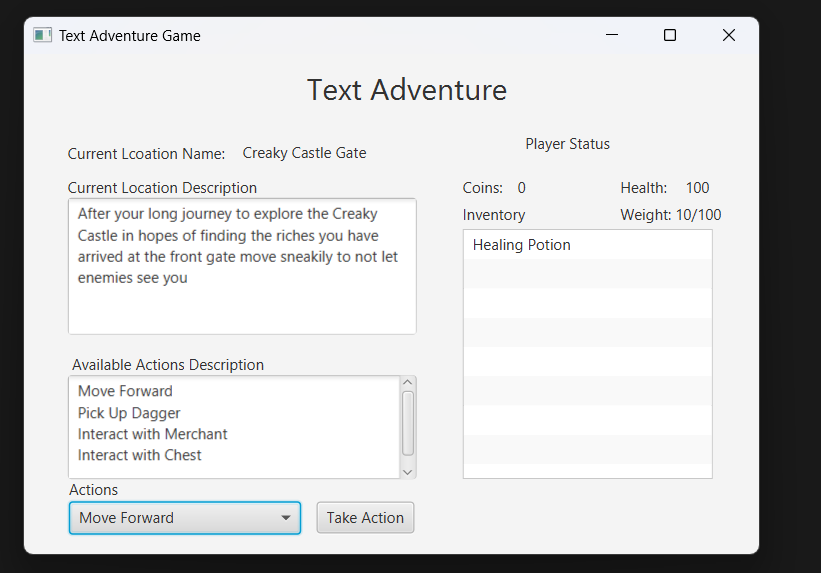 Text Adventure Game
Text Adventure
Current Lcoation Name: Creaky Castle Gate
Player Status
Current Location Description
Coins: 0 Health: 100
Inventory Weight: 10/100
After your long journey to explore the Creaky
Castle in hopes of finding the riches you have
arrived at the front gate move sneakily to not let
enemies see you
Healing Potion
Available Actions Description
Move Forward
Pick Up Dagger
Interact with Merchant
Interact with Chest
Actions
Move Forward
Take Action